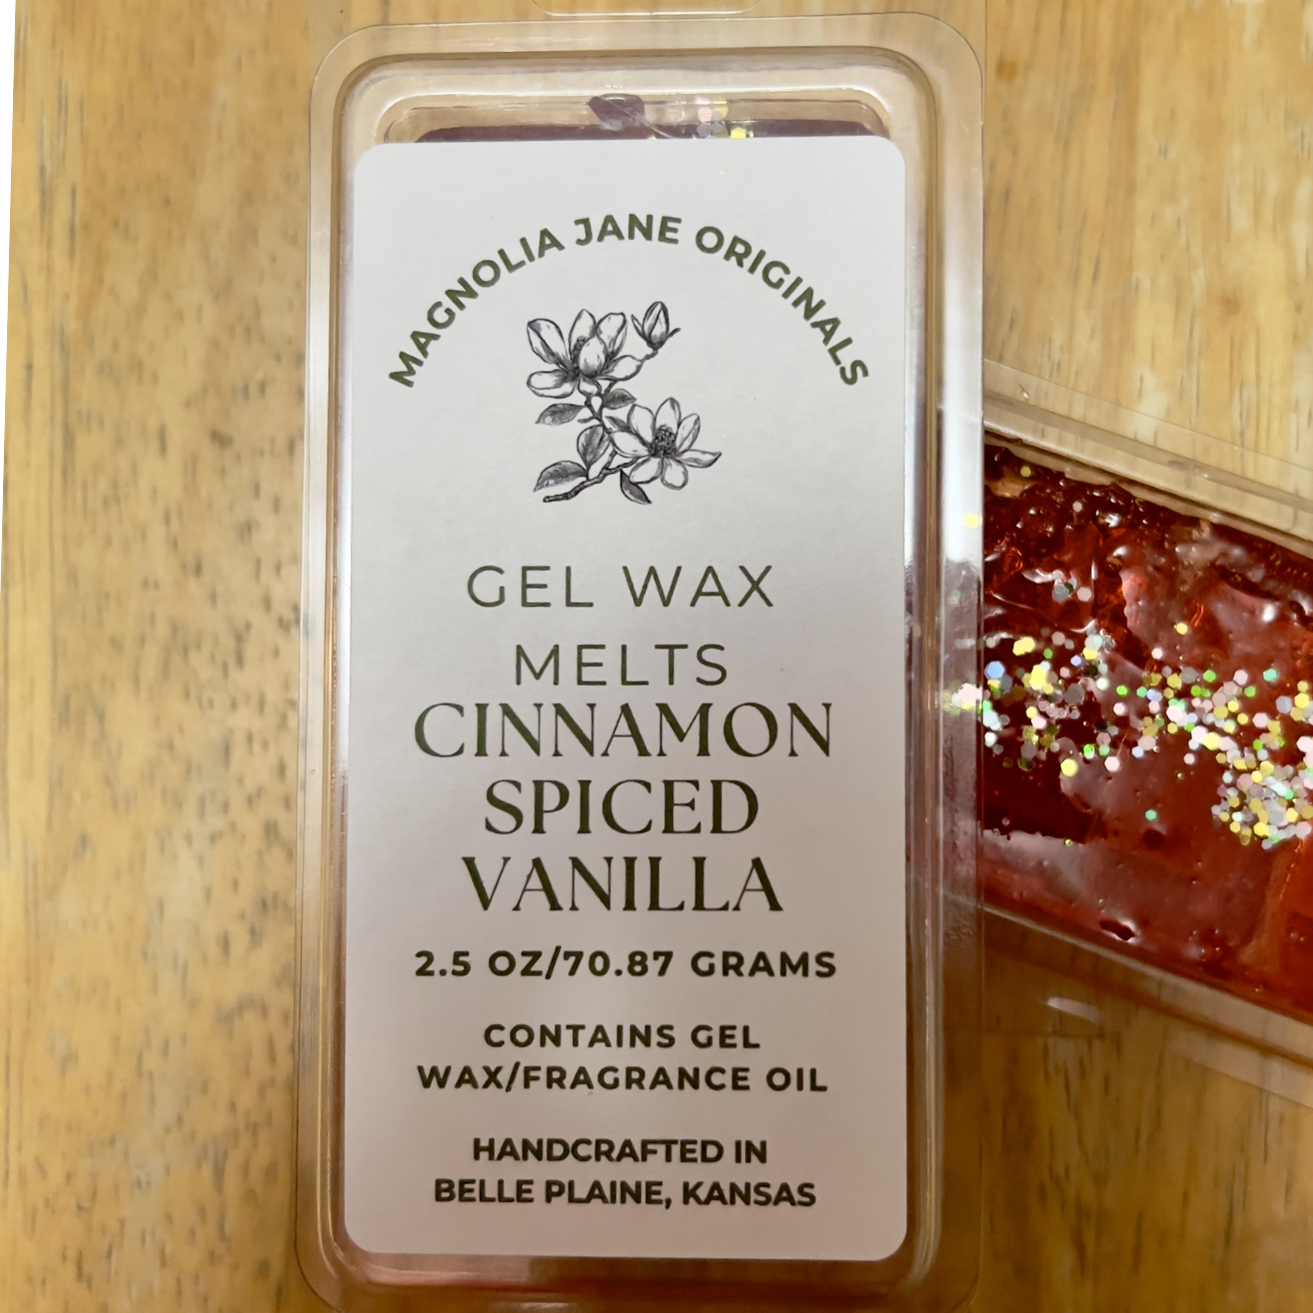 MAGNOLIA JANE ORIGINALS
GEL WAX
MELTS
CINNAMON
SPICED
VANILLA
2.5 OZ/70.87 GRAMS
CONTAINS GEL
WAX/FRAGRANCE OIL
HANDCRAFTED IN
BELLE PLAINE, KANSAS